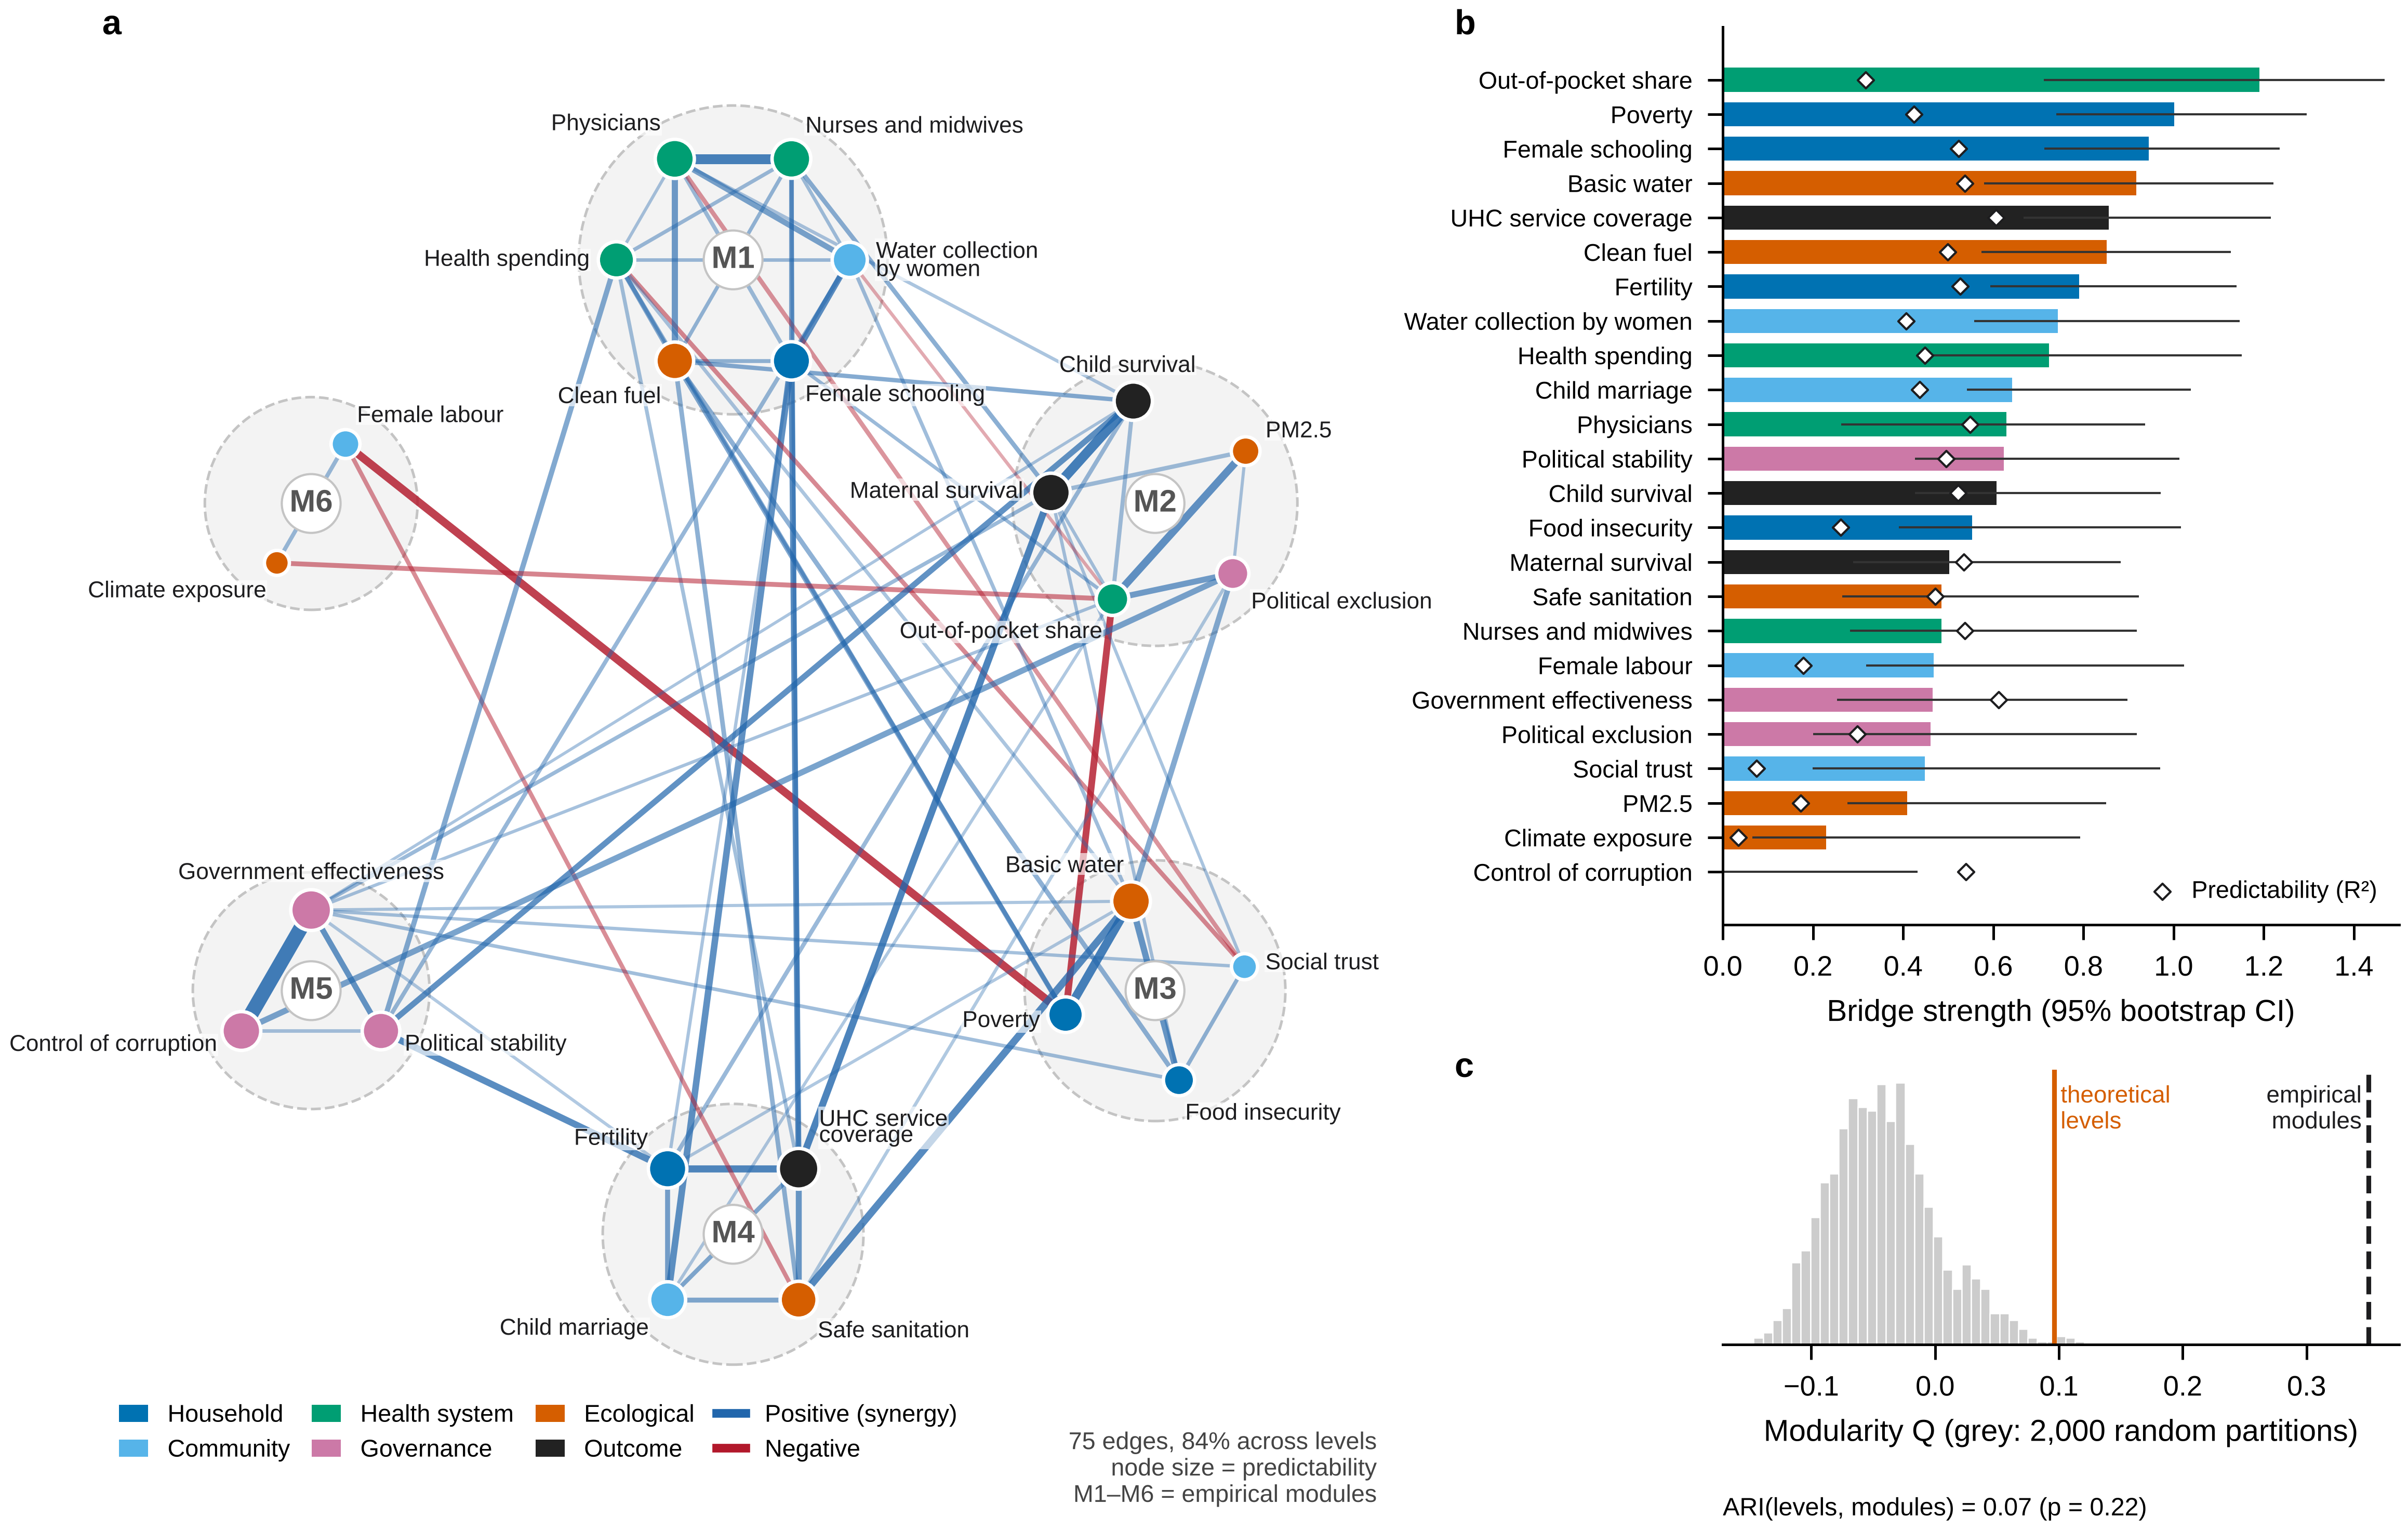 a
Physicians
Nurses and midwives
Health spending
M1
Water collection
by women
Clean fuel
Female schooling
Child survival
PM2.5
Maternal survival
M2
Political exclusion
Out-of-pocket share
Female labour
M6
Climate exposure
Government effectiveness
M5
Control of corruption
Political stability
Basic water
Social trust
M3
Poverty
Food insecurity
UHC service
coverage
Fertility
M4
Child marriage
Safe sanitation
Household
Health system
Ecological
Positive (synergy)
Community
Governance
Outcome
Negative
75 edges, 84% across levels
node size = predictability
M1–M6 = empirical modules
b
Out-of-pocket share
Poverty
Female schooling
Basic water
UHC service coverage
Clean fuel
Fertility
Water collection by women
Health spending
Child marriage
Physicians
Political stability
Child survival
Food insecurity
Maternal survival
Safe sanitation
Nurses and midwives
Female labour
Government effectiveness
Political exclusion
Social trust
PM2.5
Climate exposure
Control of corruption
Predictability (R²)
0.0 0.2 0.4 0.6 0.8 1.0 1.2 1.4
Bridge strength (95% bootstrap CI)
c
theoretical
levels
empirical
modules
−0.1 0.0 0.1 0.2 0.3
Modularity Q (grey: 2,000 random partitions)
ARI(levels, modules) = 0.07 (p = 0.22)